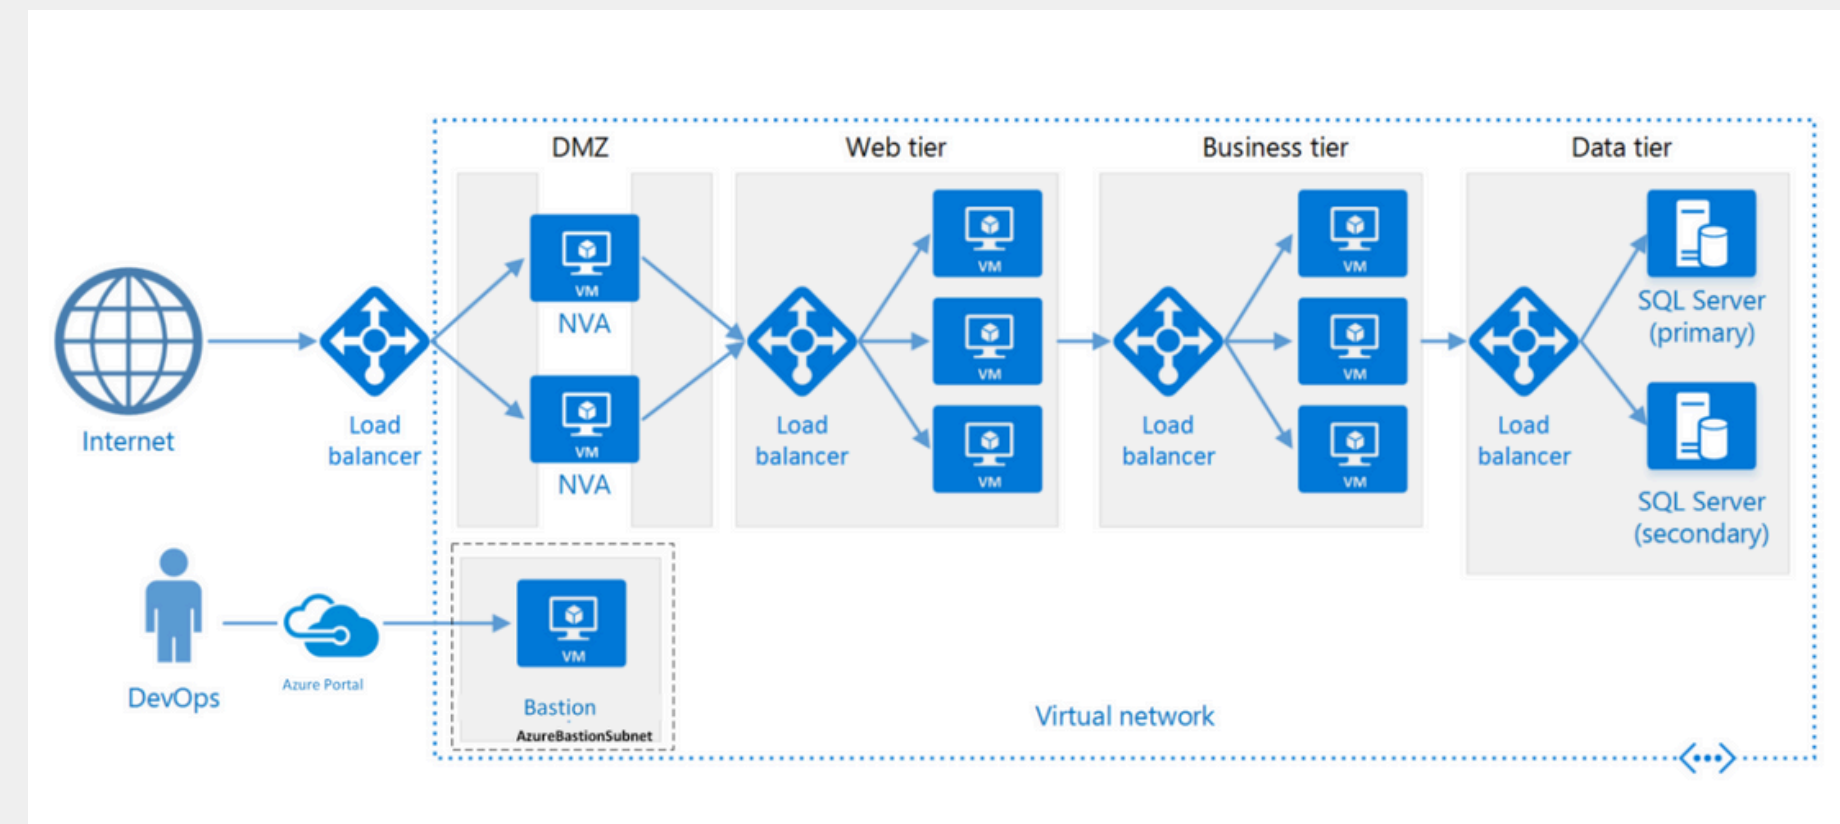 DMZ
Web tier
Business tier
Data tier
VM
NVA
VM
NVA
VM
VM
VM
VM
VM
VM
SQL Server
(primary)
SQL Server
(secondary)
Internet
Load
balancer
Load
balancer
Load
balancer
Load
balancer
DevOps
Azure Portal
VM
Bastion
AzureBastionSubnet
Virtual network